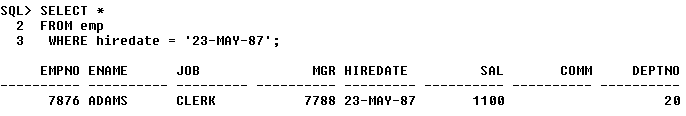 SQL> SELECT *
  2  FROM emp
  3   WHERE hiredate = '23-MAY-87';

     EMPNO ENAME      JOB              MGR HIREDATE         SAL       COMM     DEPTNO
---------- ---------- --------- ---------- --------- ---------- ---------- ----------
      7876 ADAMS      CLERK           7788 23-MAY-87       1100                    20